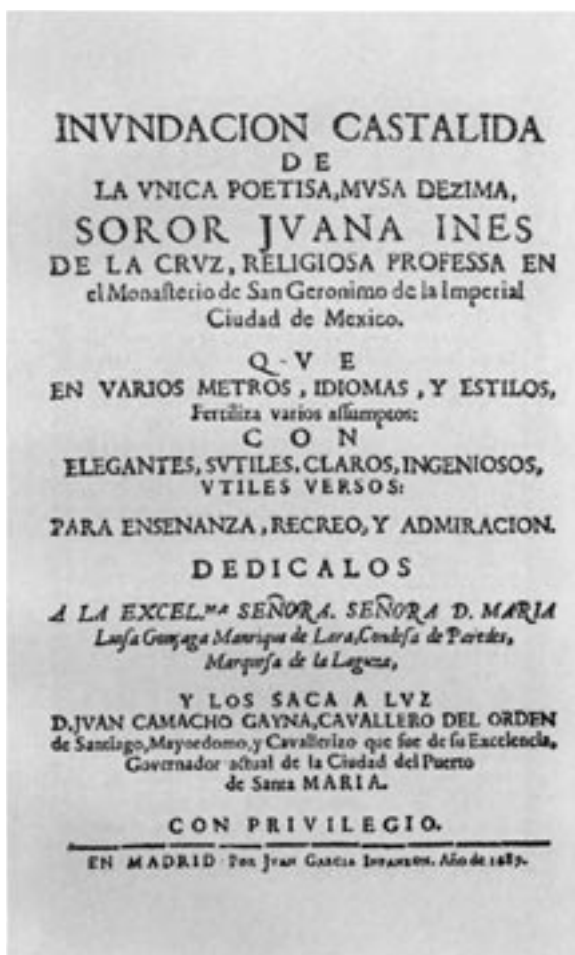 INVNDACION CASTALIDA
DE
LA VNICA POETISA, MVSA DEZIMA,
SOROR JVANA INES
DE LA CRVZ, RELIGIOSA PROFESSA EN
el Monasterio de San Geronimo de la Imperial
Ciudad de Mexico.
Q-V E
EN VARIOS METROS, IDIOMAS, Y ESTILOS,
Fertiliza varios assumptos:
CON
ELEGANTES, SVTILES, CLAROS, INGENIOSOS,
VTILES VERSOS:
PARA ENSEÑANZA, RECREO, Y ADMIRACION.
DEDICALOS
A LA EXCEL.MA SEÑORA. SEÑORA D. MARIA
Luisa Gonçaga Manrique de Lara, Condesa de Paredes,
Marquesa de la Laguna,
Y LOS SACA A LVZ
D. JVAN CAMACHO GAYNA, CAVALLERO DEL ORDEN
de Santiago, Mayordomo, y Cavallerizo que fue de su Excelencia,
Governador actual de la Ciudad del Puerto
de Santa MARIA.
CON PRIVILEGIO.
EN MADRID: POR JVAN GARCIA INFANZON. Año de 1689.